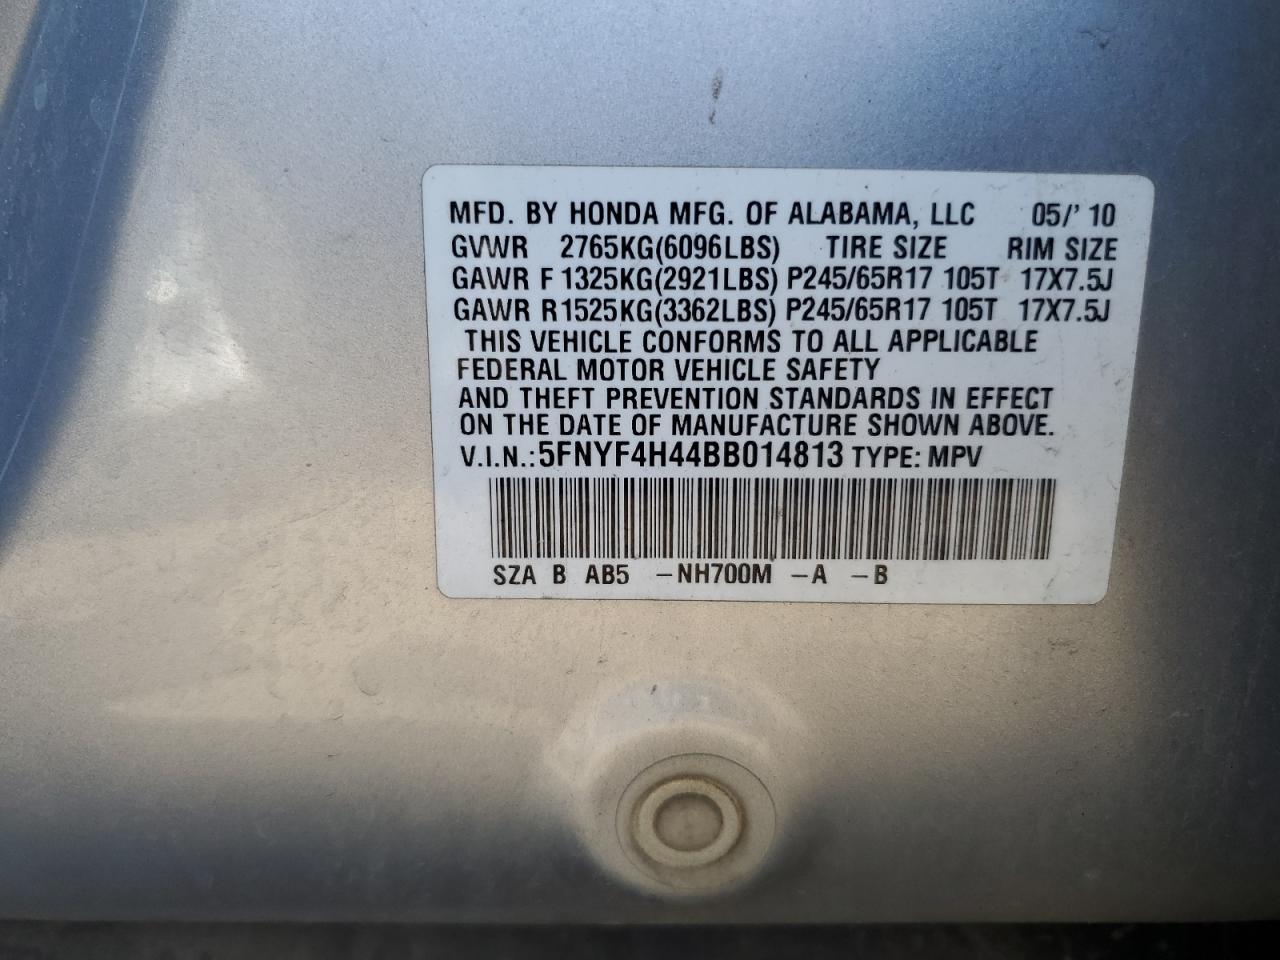 MFD. BY HONDA MFG. OF ALABAMA, LLC 05/'10
GVWR 2765KG(6096LBS) TIRE SIZE RIM SIZE
GAWR F 1325KG(2921LBS) P245/65R17 105T 17X7.5J
GAWR R1525KG(3362LBS) P245/65R17 105T 17X7.5J
THIS VEHICLE CONFORMS TO ALL APPLICABLE
FEDERAL MOTOR VEHICLE SAFETY
AND THEFT PREVENTION STANDARDS IN EFFECT
ON THE DATE OF MANUFACTURE SHOWN ABOVE.
V.I.N.:5FNYF4H44BB014813 TYPE: MPV
SZA B AB5 -NH700M -A -B